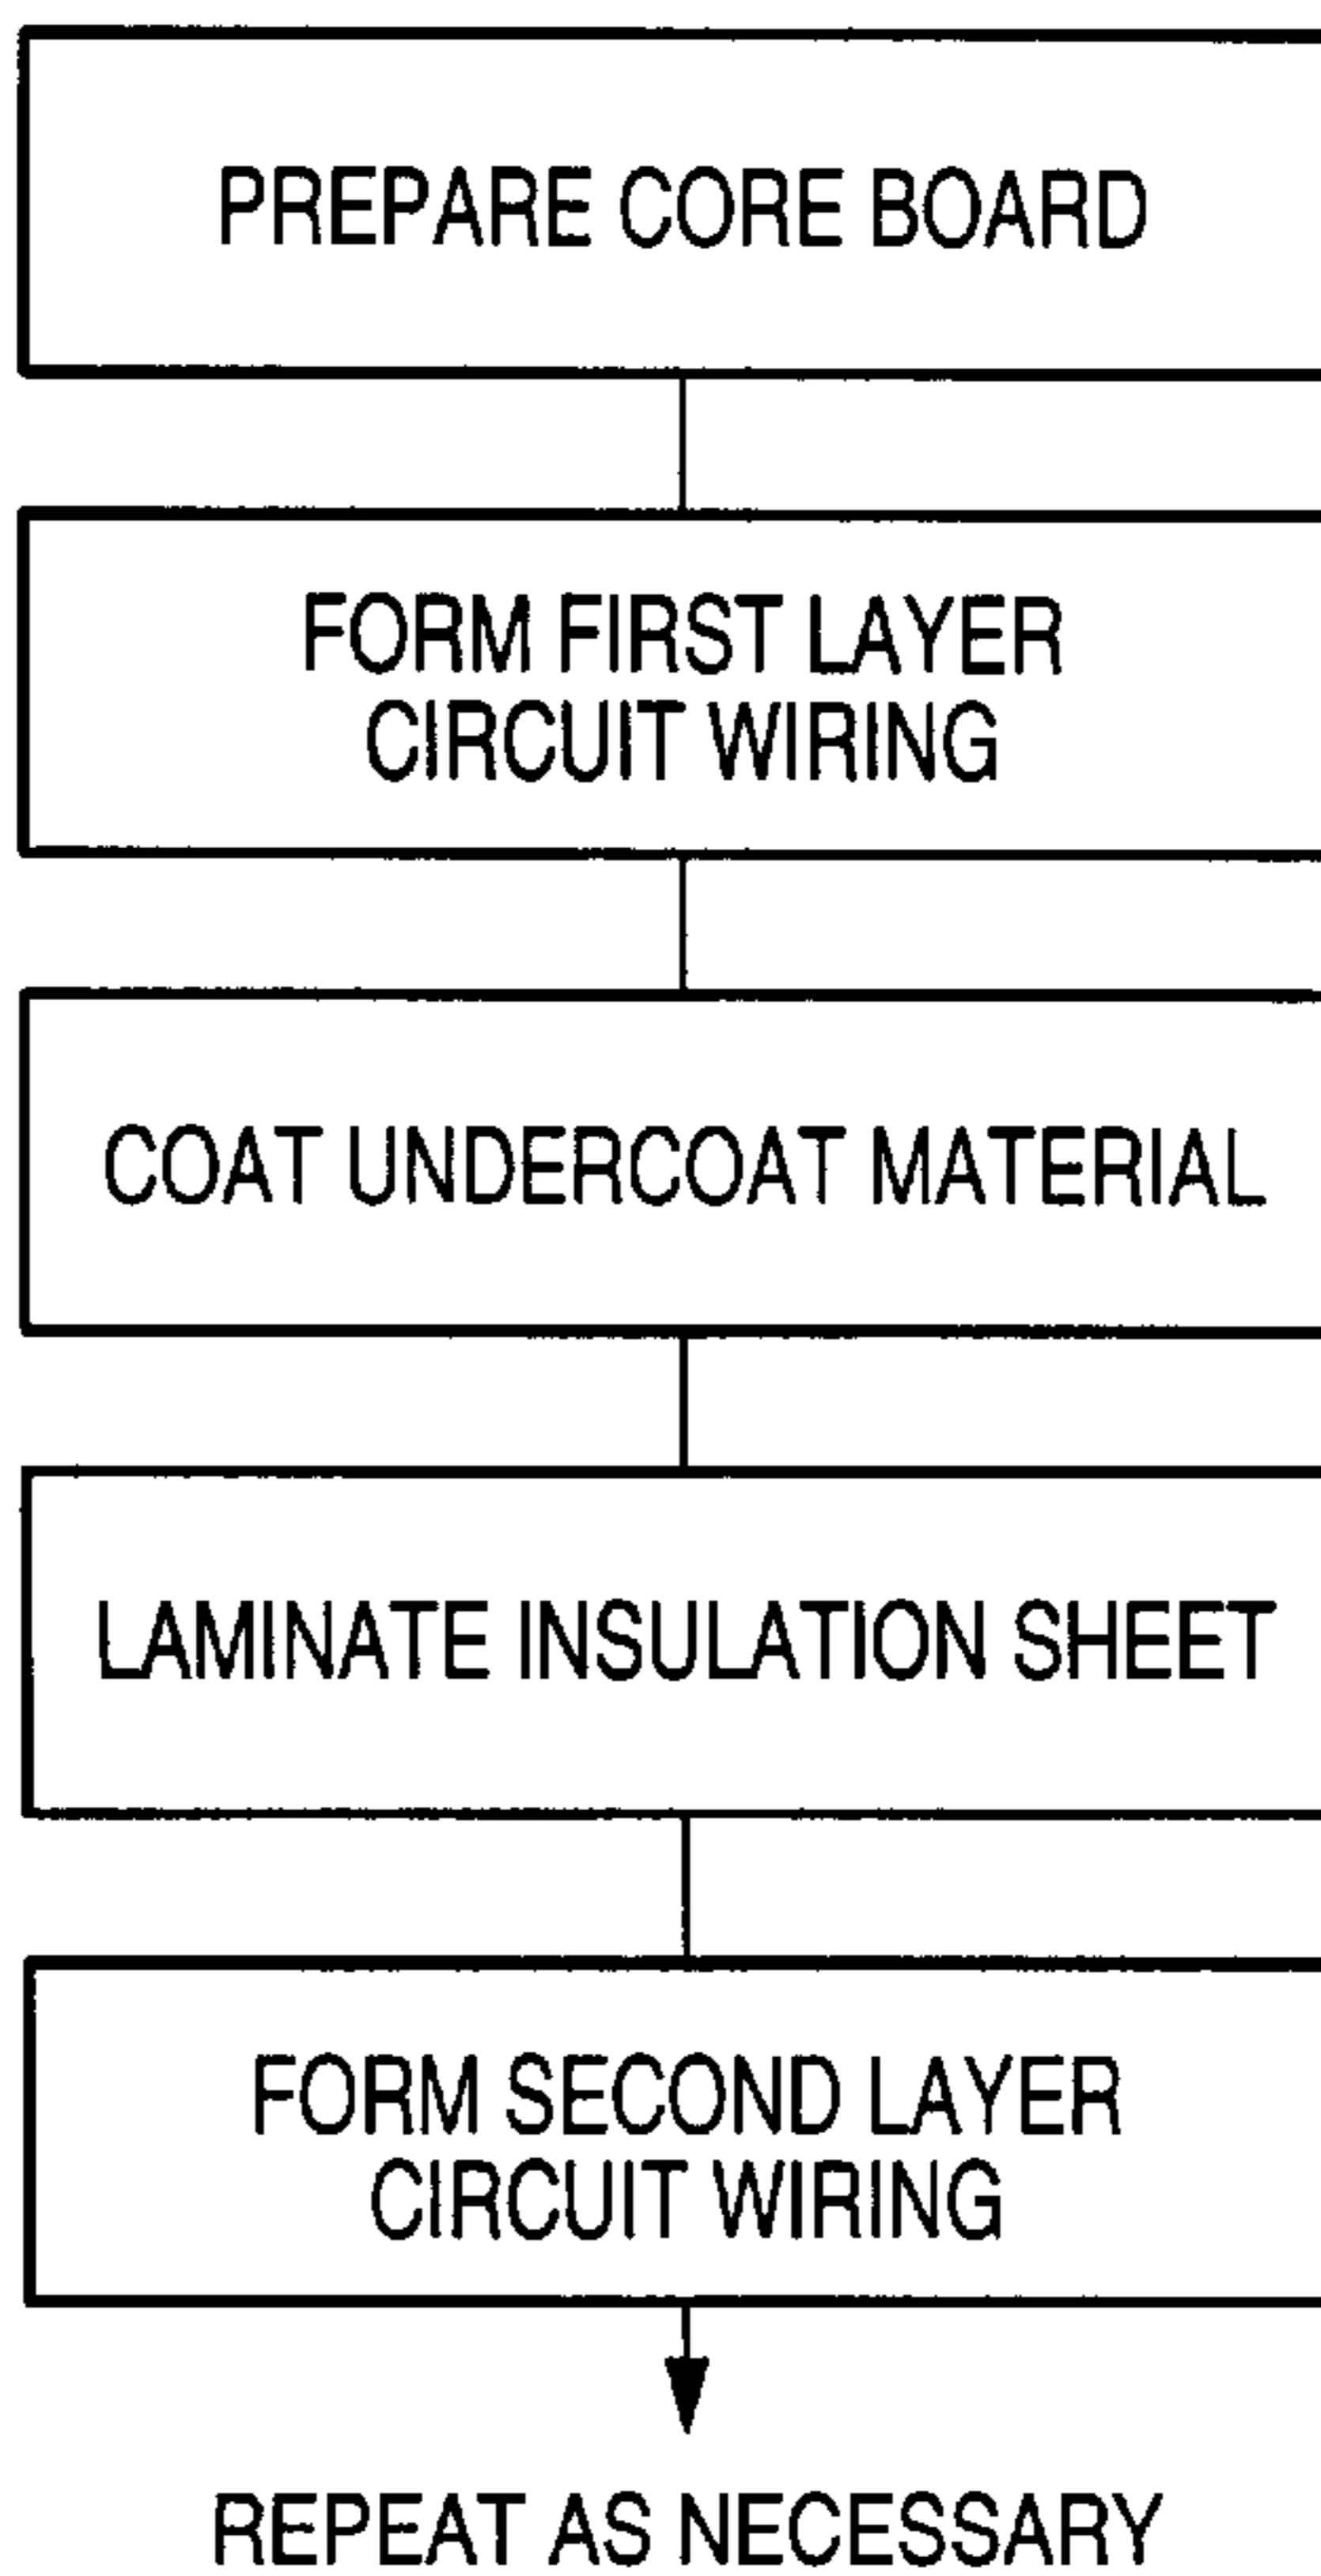 PREPARE CORE BOARD
FORM FIRST LAYER
CIRCUIT WIRING
COAT UNDERCOAT MATERIAL
LAMINATE INSULATION SHEET
FORM SECOND LAYER
CIRCUIT WIRING
REPEAT AS NECESSARY